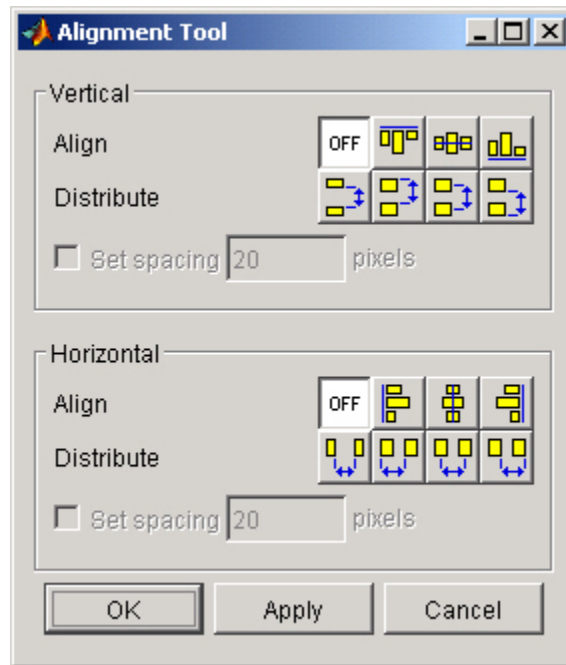 Alignment Tool
Vertical
Align OFF
Distribute
Set spacing 20 pixels
Horizontal
Align OFF
Distribute
Set spacing 20 pixels
OK Apply Cancel